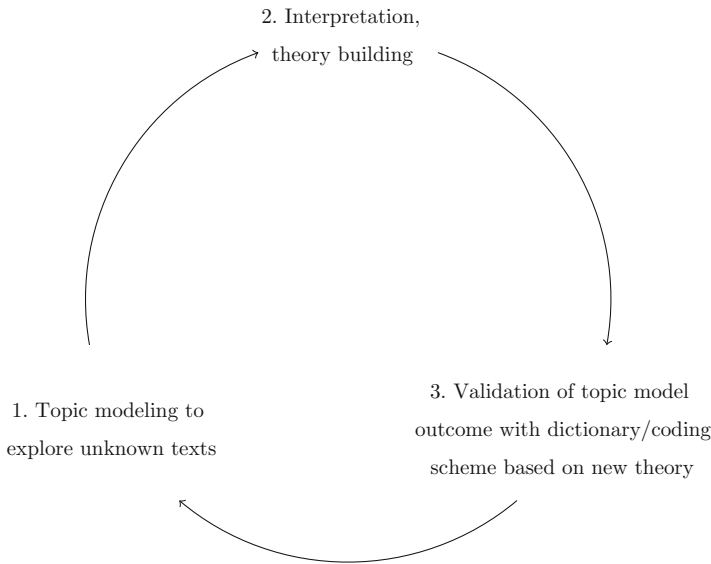 2. Interpretation,
theory building
1. Topic modeling to
explore unknown texts
3. Validation of topic model
outcome with dictionary/coding
scheme based on new theory